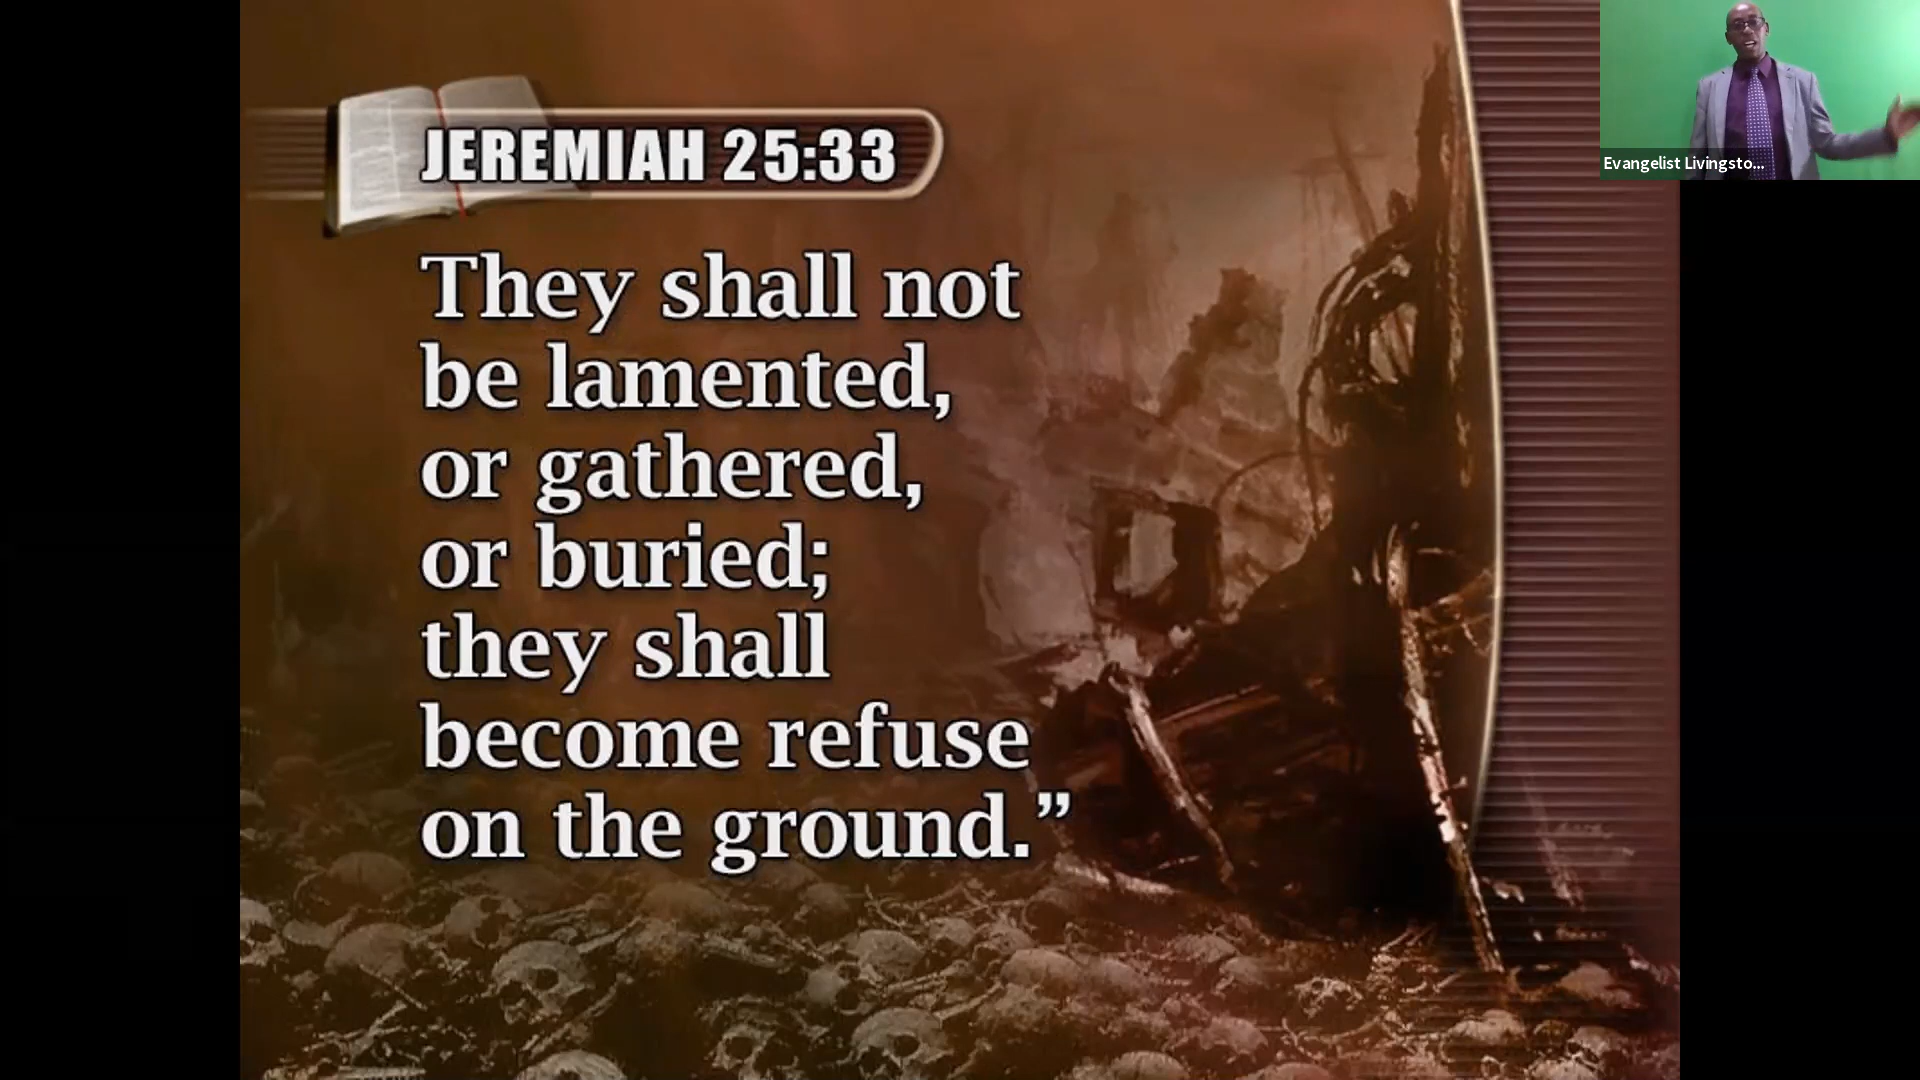 JEREMIAH 25:33
They shall not
be lamented,
or gathered,
or buried;
they shall
become refuse
on the ground.”
Evangelist Livingsto...